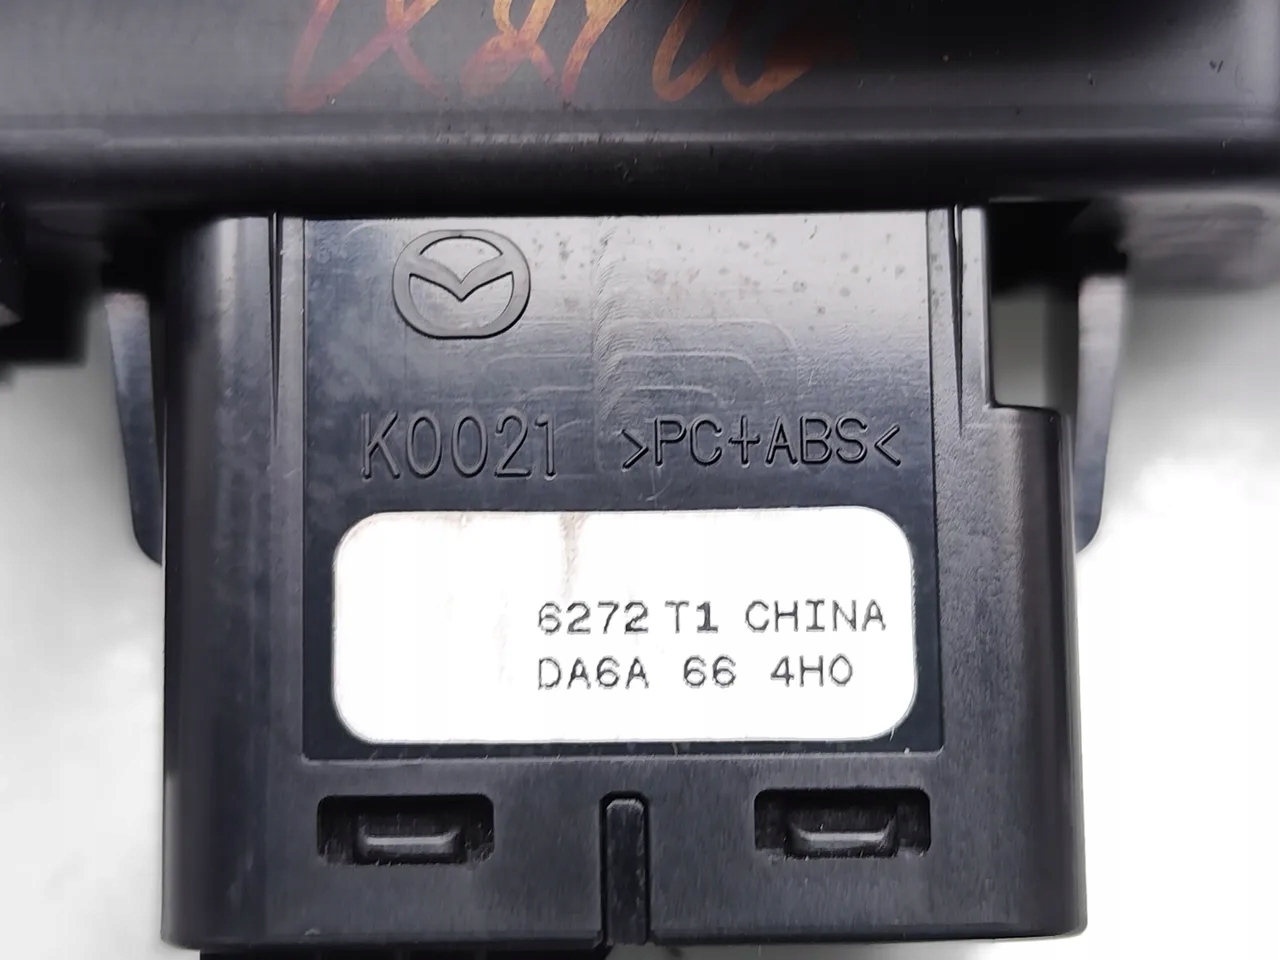 K0021 >PC+ABS<
6272 T1 CHINA
DA6A 66 4H0